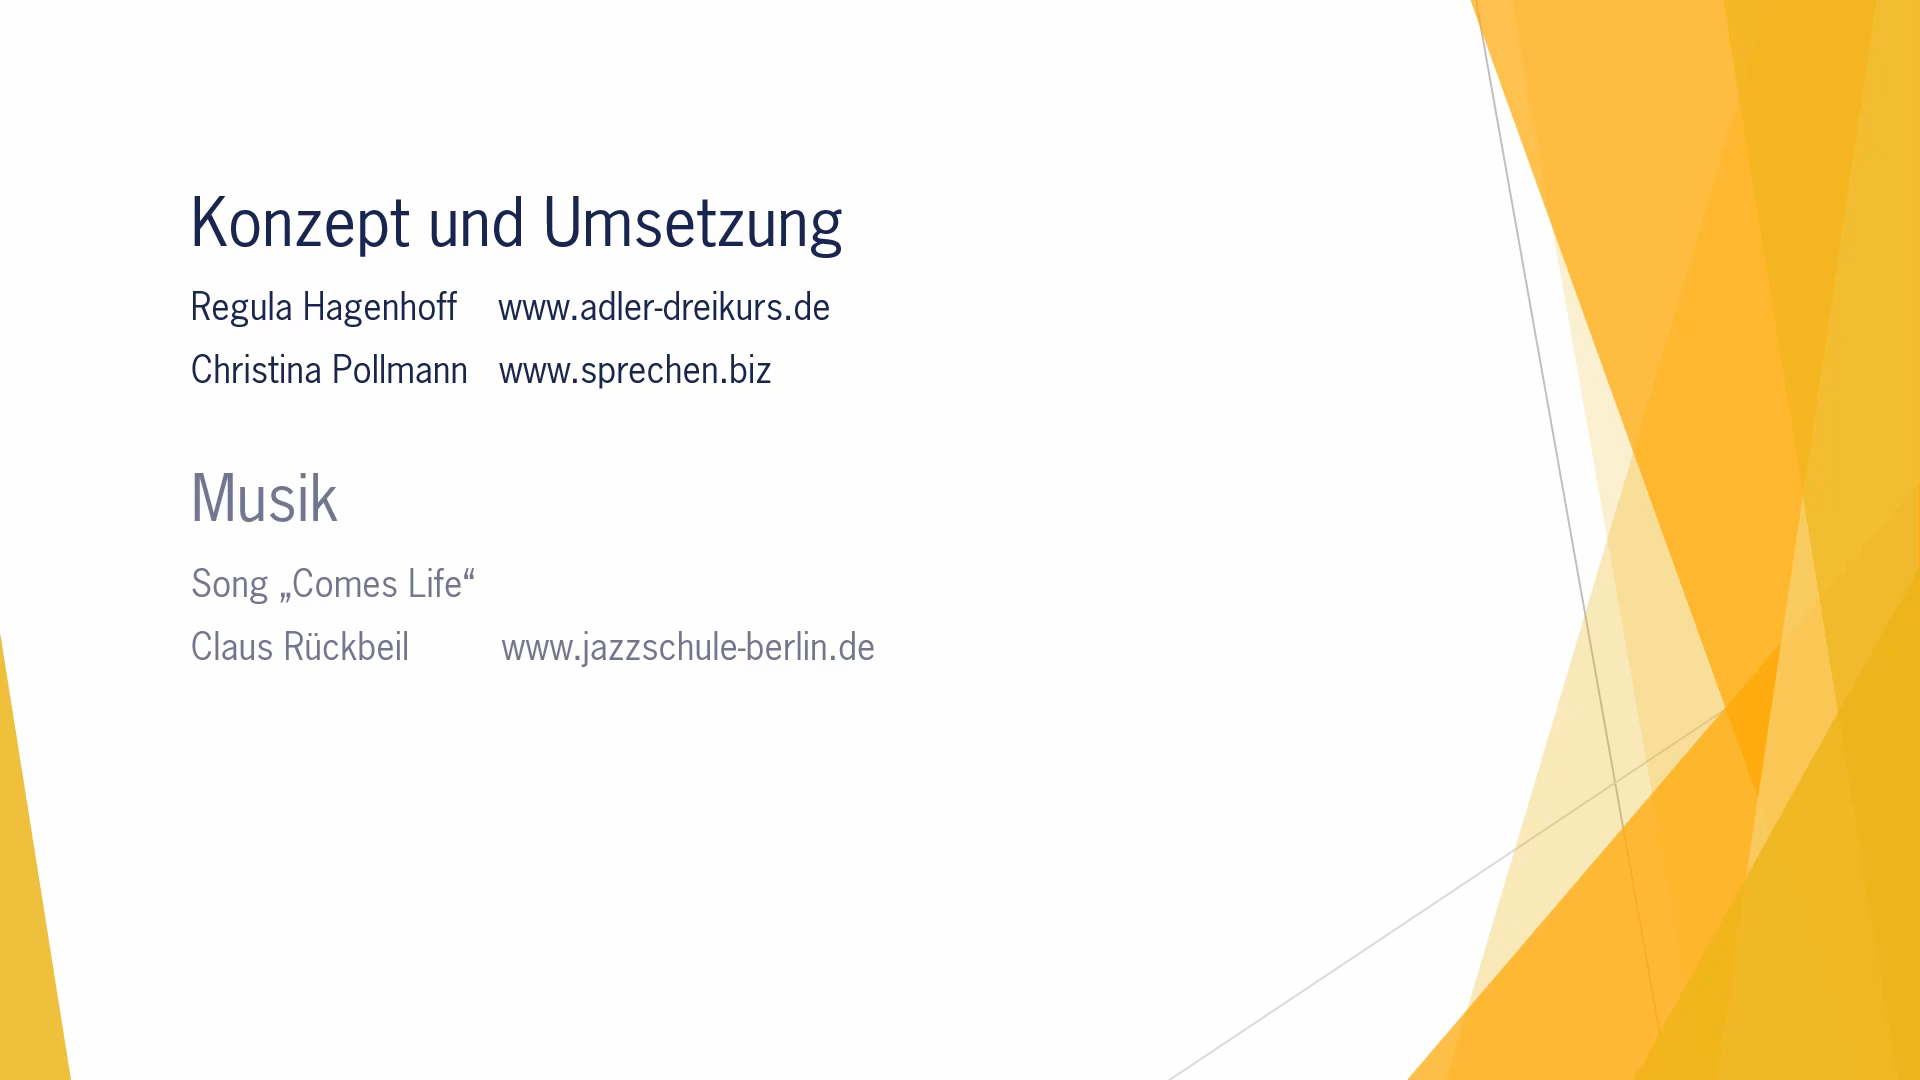 Konzept und Umsetzung
Regula Hagenhoff www.adler-dreikurs.de
Christina Pollmann www.sprechen.biz
Musik
Song „Comes Life“
Claus Rückbeil www.jazzschule-berlin.de